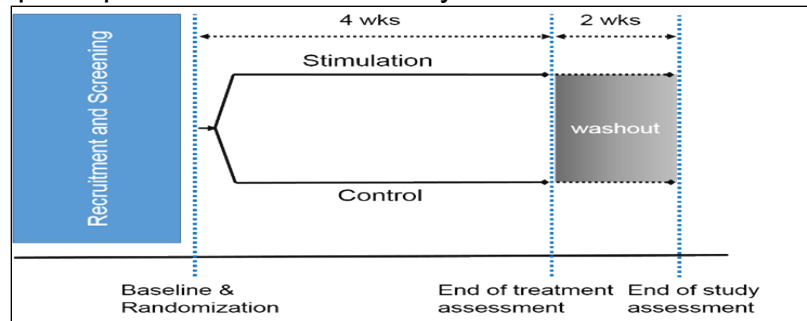 4 wks
2 wks
Stimulation
Recruitment and Screening
washout
Control
Baseline &
Randomization
End of treatment
assessment
End of study
assessment